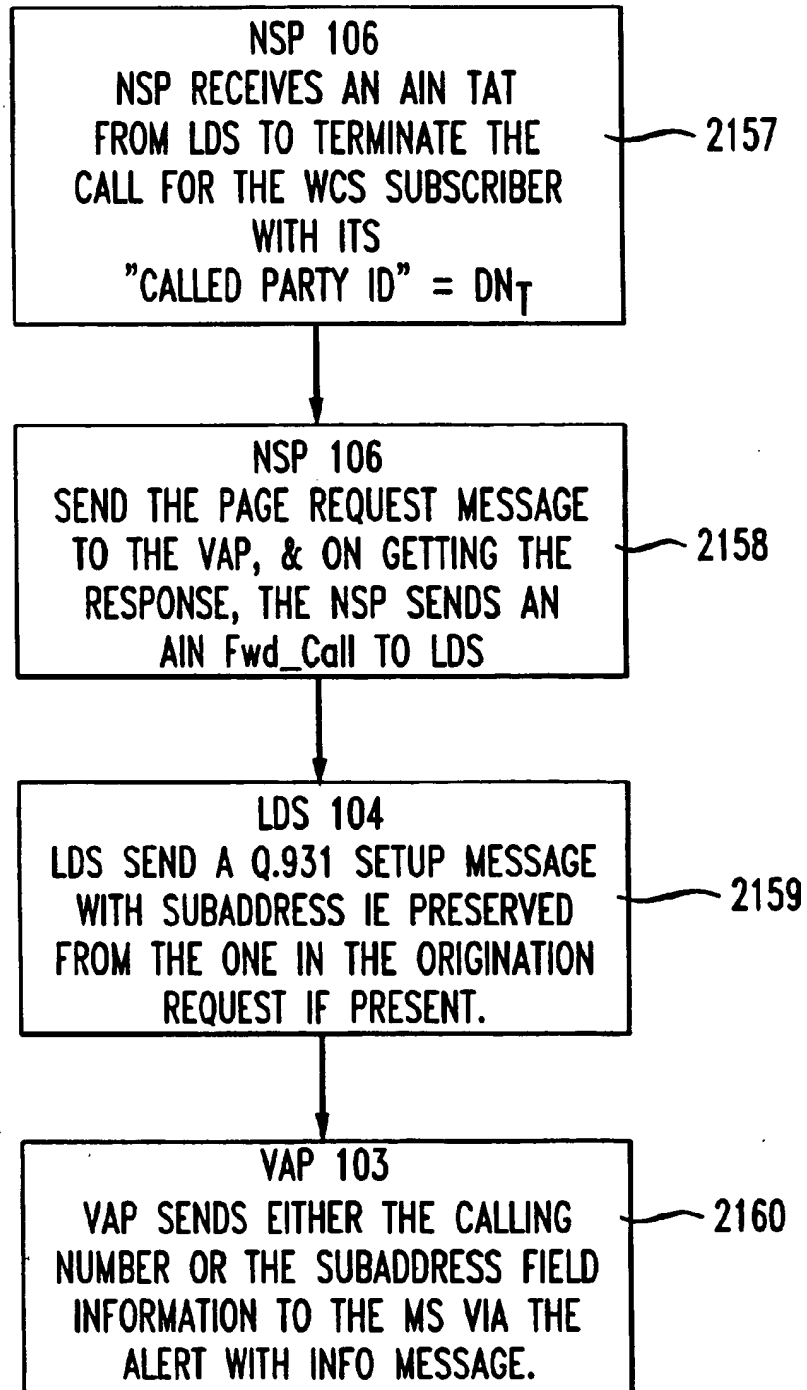 NSP 106
NSP RECEIVES AN AIN TAT
FROM LDS TO TERMINATE THE
CALL FOR THE WCS SUBSCRIBER
WITH ITS
"CALLED PARTY ID" = DNT
2157
NSP 106
SEND THE PAGE REQUEST MESSAGE
TO THE VAP, & ON GETTING THE
RESPONSE, THE NSP SENDS AN
AIN Fwd_Call TO LDS
2158
LDS 104
LDS SEND A Q.931 SETUP MESSAGE
WITH SUBADDRESS IE PRESERVED
FROM THE ONE IN THE ORIGINATION
REQUEST IF PRESENT.
2159
VAP 103
VAP SENDS EITHER THE CALLING
NUMBER OR THE SUBADDRESS FIELD
INFORMATION TO THE MS VIA THE
ALERT WITH INFO MESSAGE.
2160